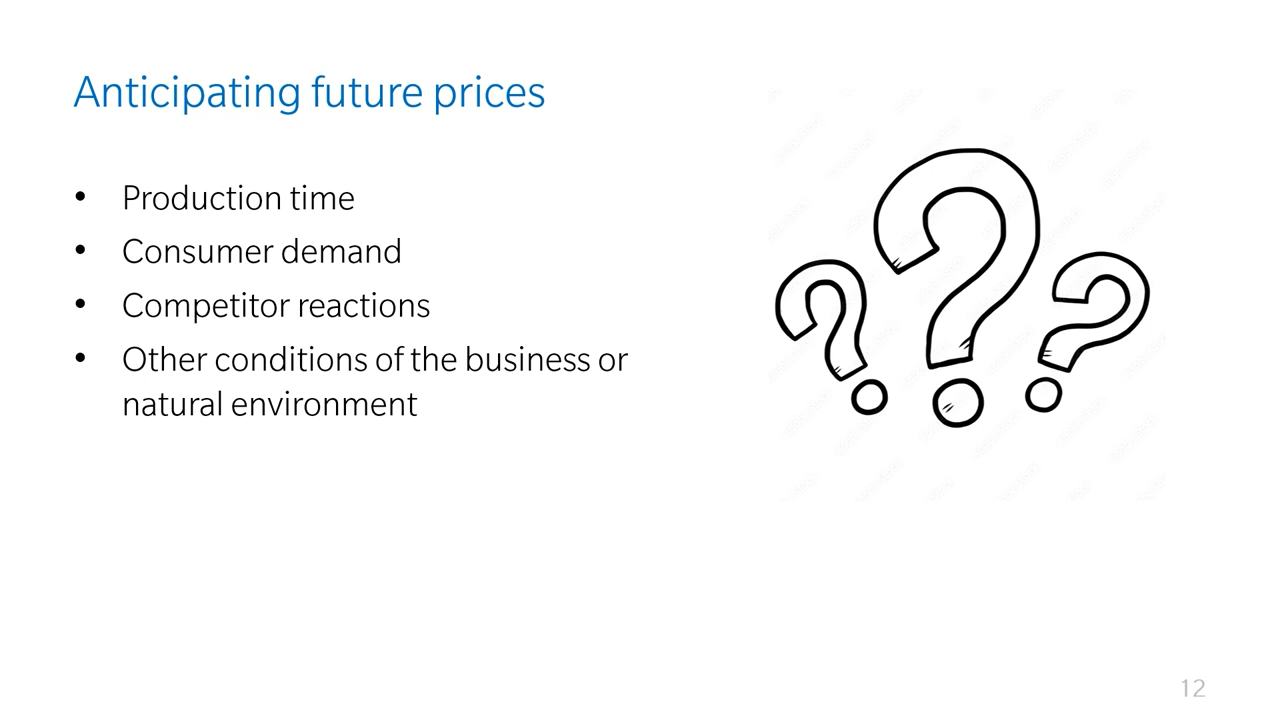 Anticipating future prices
• Production time
• Consumer demand
• Competitor reactions
• Other conditions of the business or
natural environment
12